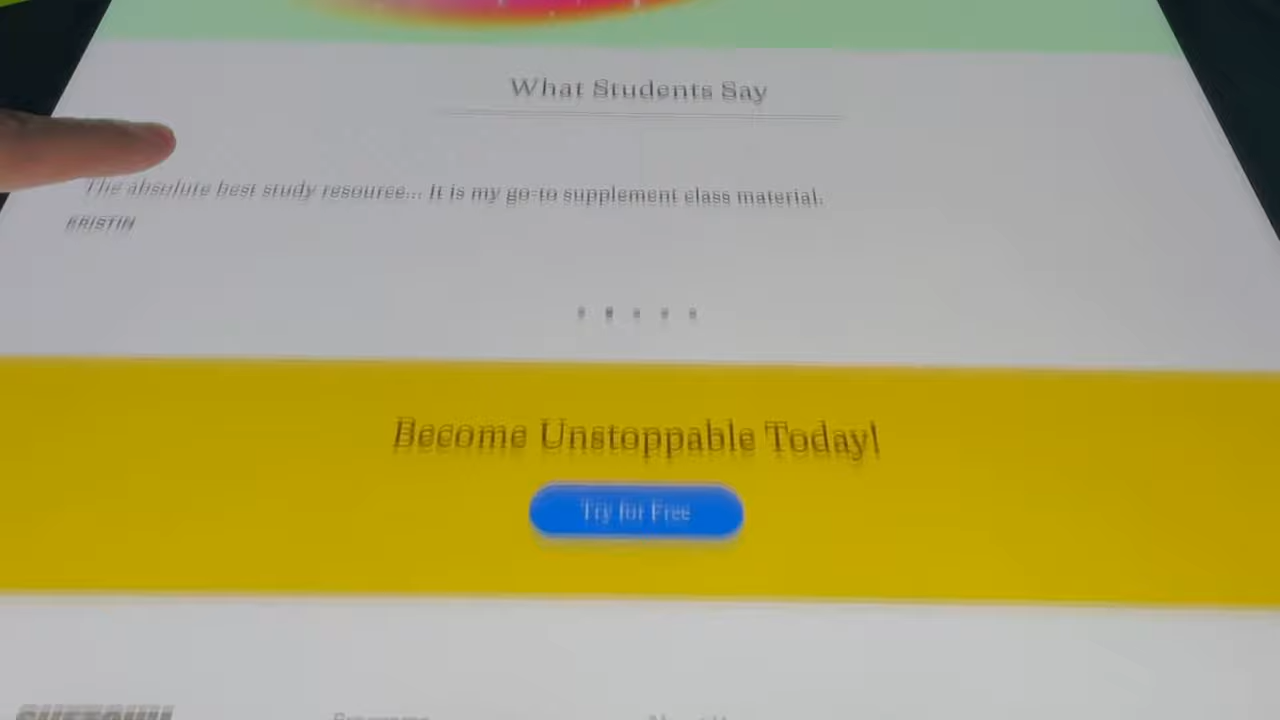 What Students Say
The absolute best study resource... It is my go-to supplement class material.
KRISTIN
Become Unstoppable Today!
Try for Free